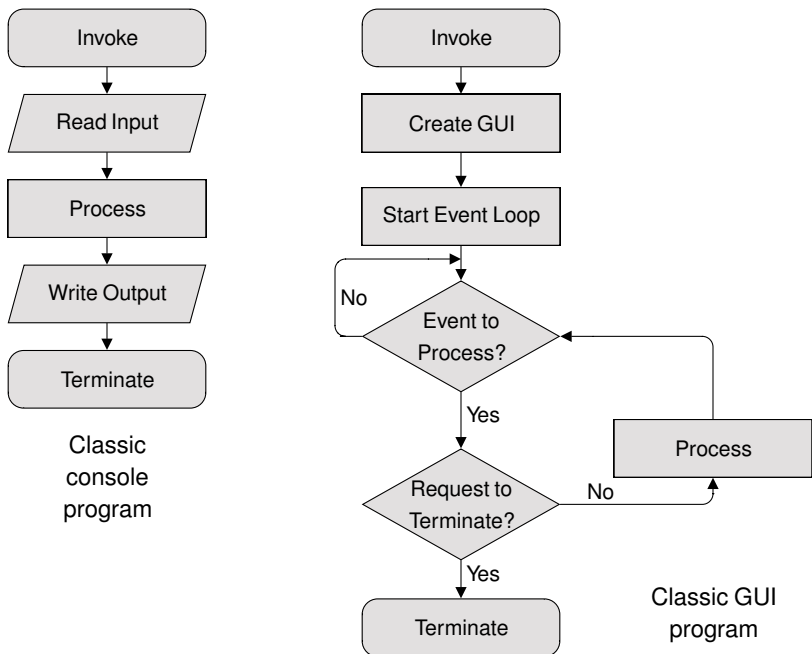 Invoke
Read Input
Process
Write Output
Terminate
Classic
console
program
Invoke
Create GUI
Start Event Loop
No
Event to
Process?
Yes
Process
Request to
Terminate?
No
Yes
Terminate
Classic GUI
program